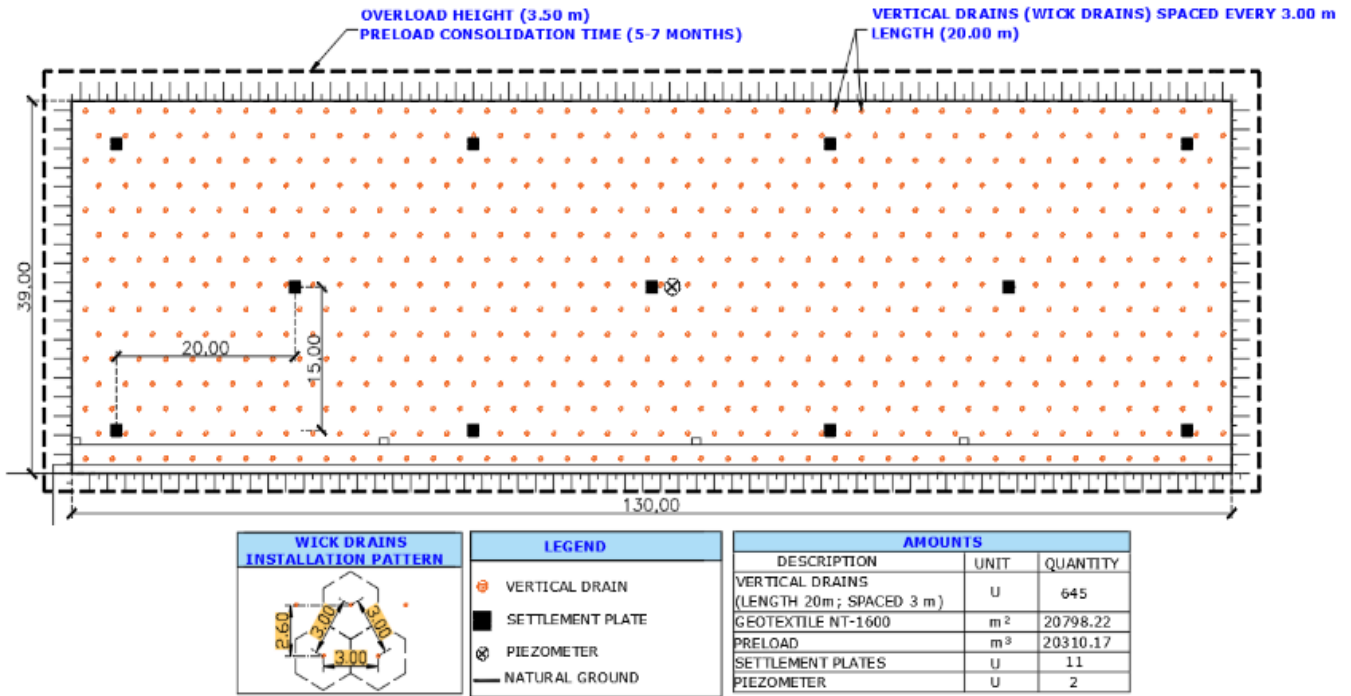 OVERLOAD HEIGHT (3.50 m)
PRELOAD CONSOLIDATION TIME (5-7 MONTHS)
VERTICAL DRAINS (WICK DRAINS) SPACED EVERY 3.00 m
LENGTH (20.00 m)
39,00
20,00
15,00
130,00
WICK DRAINS
INSTALLATION PATTERN
2.60
3.00
3.00
3.00
LEGEND
VERTICAL DRAIN
SETTLEMENT PLATE
PIEZOMETER
NATURAL GROUND
AMOUNTS
DESCRIPTION UNIT QUANTITY
VERTICAL DRAINS
(LENGTH 20m; SPACED 3 m) U 645
GEOTEXTILE NT-1600 m² 20798.22
PRELOAD m³ 20310.17
SETTLEMENT PLATES U 11
PIEZOMETER U 2